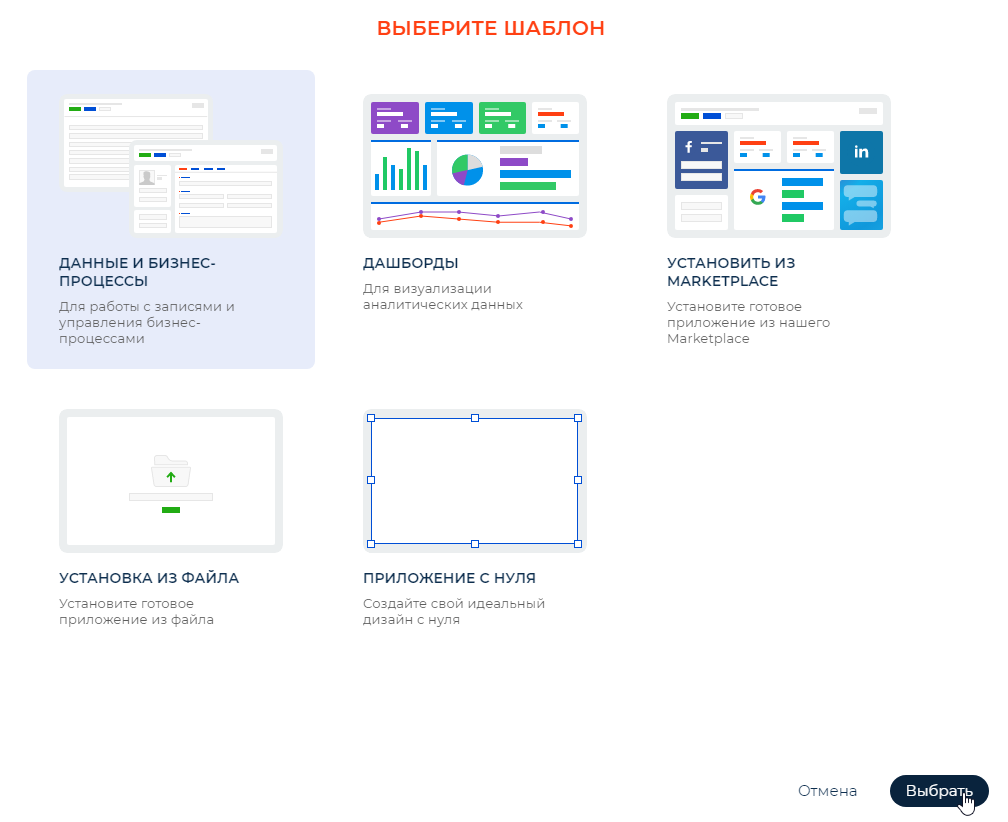 ВЫБЕРИТЕ ШАБЛОН
ДАННЫЕ И БИЗНЕС-
ПРОЦЕССЫ
Для работы с записями и
управления бизнес-
процессами
ДАШБОРДЫ
Для визуализации
аналитических данных
f
in
G
УСТАНОВИТЬ ИЗ
MARKETPLACE
Установите готовое
приложение из нашего
Marketplace
УСТАНОВКА ИЗ ФАЙЛА
Установите готовое
приложение из файла
ПРИЛОЖЕНИЕ С НУЛЯ
Создайте свой идеальный
дизайн с нуля
Отмена
Выбрать